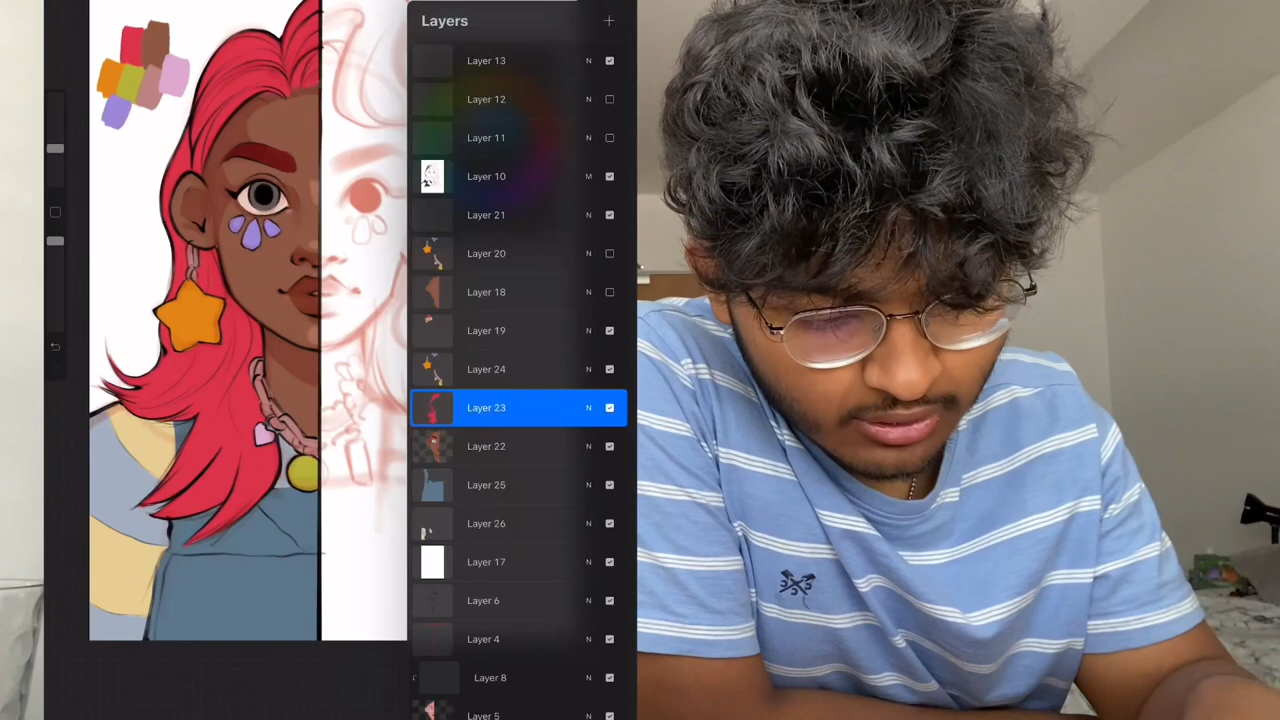 Layers
Layer 13 N
Layer 12 N
Layer 11 N
Layer 10 M
Layer 21 N
Layer 20 N
Layer 18 N
Layer 19 N
Layer 24 N
Layer 23 N
Layer 22 N
Layer 25 N
Layer 26 N
Layer 17 N
Layer 6 N
Layer 4 N
Layer 8 N
Layer 5 N